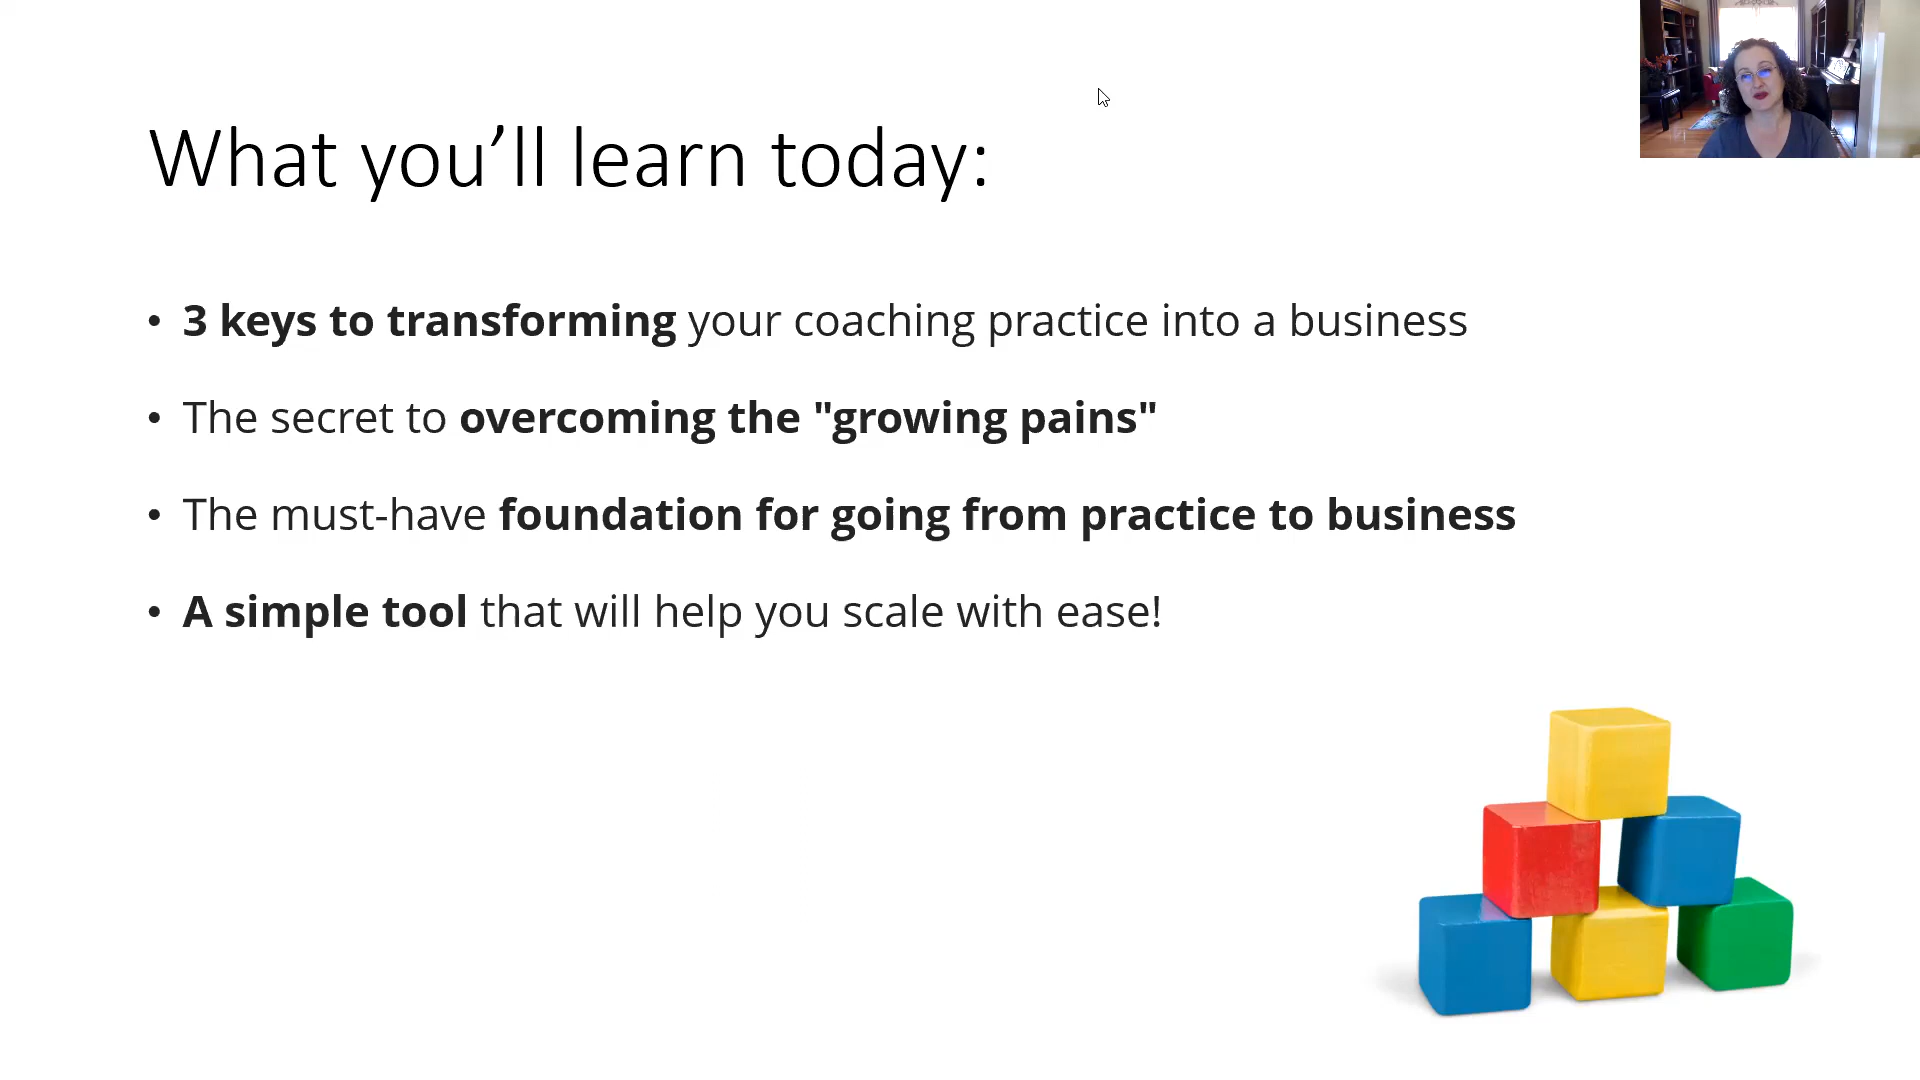 What you’ll learn today:
• 3 keys to transforming your coaching practice into a business
• The secret to overcoming the "growing pains"
• The must-have foundation for going from practice to business
• A simple tool that will help you scale with ease!